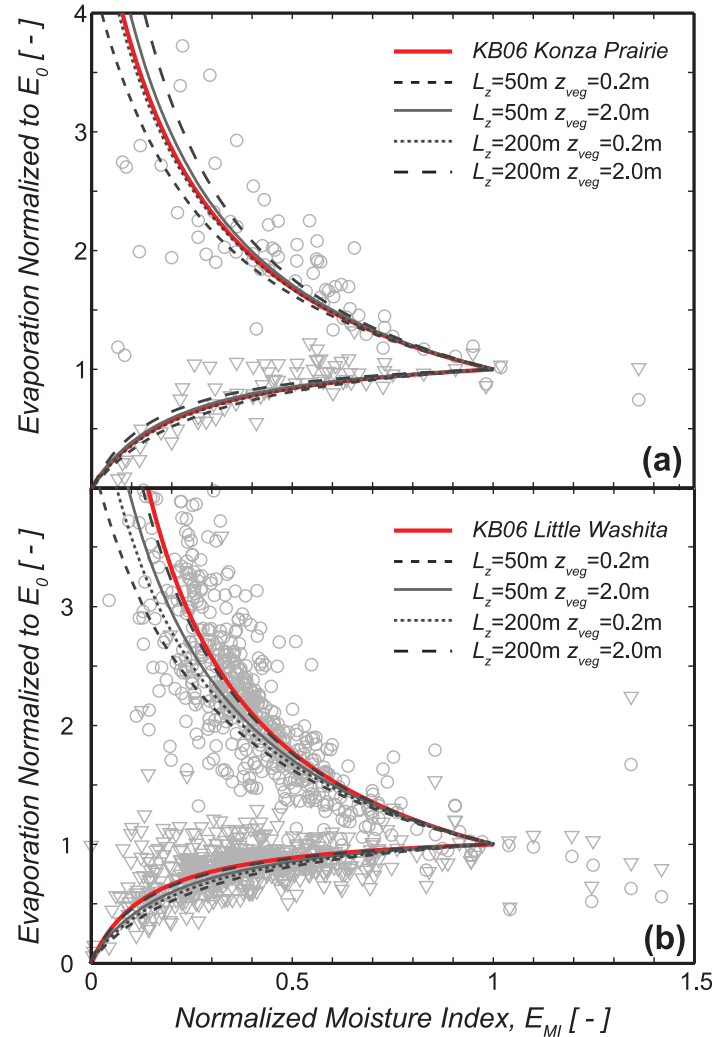 4
3
2
1
Evaporation Normalized to E0 [ - ]
KB06 Konza Prairie
Lz=50m zveg=0.2m
Lz=50m zveg=2.0m
Lz=200m zveg=0.2m
Lz=200m zveg=2.0m
(a)
3
2
1
0
Evaporation Normalized to E0 [ - ]
KB06 Little Washita
Lz=50m zveg=0.2m
Lz=50m zveg=2.0m
Lz=200m zveg=0.2m
Lz=200m zveg=2.0m
(b)
0 0.5 1 1.5
Normalized Moisture Index, EMI [ - ]